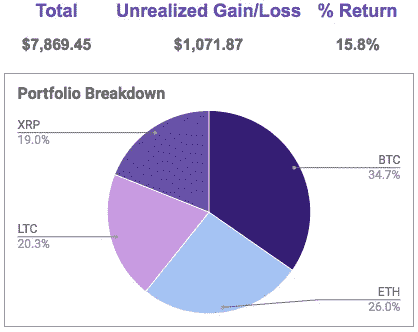 Total Unrealized Gain/Loss % Return
$7,869.45 $1,071.87 15.8%
Portfolio Breakdown
XRP
19.0%
BTC
34.7%
LTC
20.3%
ETH
26.0%